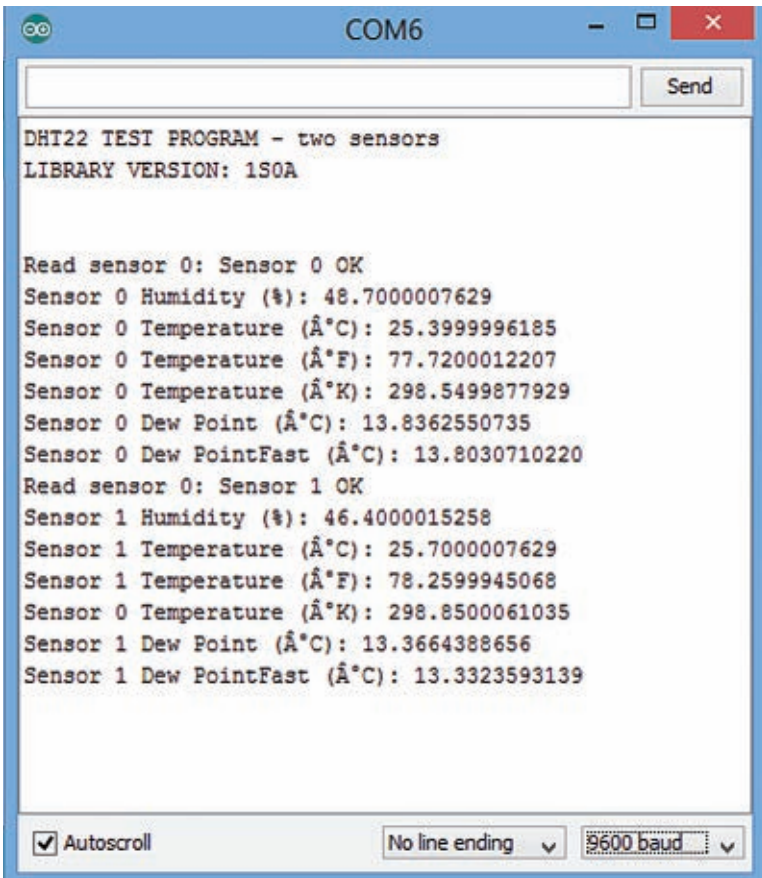 COM6
Send
DHT22 TEST PROGRAM - two sensors
LIBRARY VERSION: 1S0A
Read sensor 0: Sensor 0 OK
Sensor 0 Humidity (%): 48.7000007629
Sensor 0 Temperature (Â°C): 25.3999996185
Sensor 0 Temperature (Â°F): 77.7200012207
Sensor 0 Temperature (Â°K): 298.5499877929
Sensor 0 Dew Point (Â°C): 13.8362550735
Sensor 0 Dew PointFast (Â°C): 13.8030710220
Read sensor 0: Sensor 1 OK
Sensor 1 Humidity (%): 46.4000015258
Sensor 1 Temperature (Â°C): 25.7000007629
Sensor 1 Temperature (Â°F): 78.2599945068
Sensor 0 Temperature (Â°K): 298.8500061035
Sensor 1 Dew Point (Â°C): 13.3664388656
Sensor 1 Dew PointFast (Â°C): 13.3323593139
Autoscroll
No line ending
9600 baud